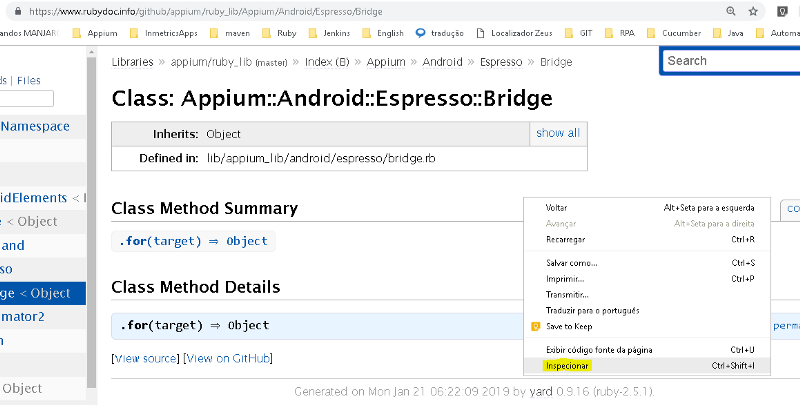 https://www.rubydoc.info/github/appium/ruby_lib/Appium/Android/Espresso/Bridge
andos MANJARI Appium InmetricsApps maven Ruby Jenkins English tradução Localizador Zeus GIT RPA Cucumber Java Automa
Libraries » appium/ruby_lib (master) » Index (B) » Appium » Android » Espresso » Bridge
Search
ds | Files
Class: Appium::Android::Espresso::Bridge
Namespace
Inherits: Object show all
Defined in: lib/appium_lib/android/espresso/bridge.rb
idElements <
e < Object
and
sso
ge < Object
mator2
n
Object
Class Method Summary
.for(target) ⇒ Object
Class Method Details
.for(target) ⇒ Object
perma
[View source] [View on GitHub]
co
Voltar Alt+Seta para a esquerda
Avançar Alt+Seta para a direita
Recarregar Ctrl+R
Salvar como... Ctrl+S
Imprimir... Ctrl+P
Transmitir...
Traduzir para o português
Save to Keep
Exibir código fonte da página Ctrl+U
Inspecionar Ctrl+Shift+I
Generated on Mon Jan 21 06:22:09 2019 by yard 0.9.16 (ruby-2.5.1).